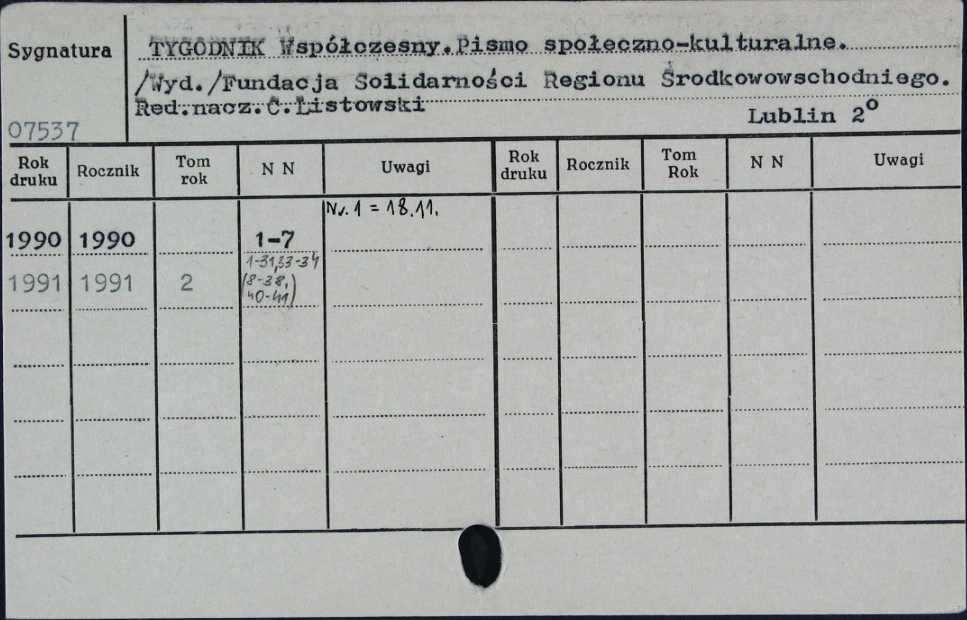 Sygnatura
TYGODNIK Współczesny.Pismo społeczno-kulturalne.
/Wyd./Fundacja Solidarności Regionu Środkowowschodniego.
Red.nacz.C.Listowski
Lublin 2º
07537
Rok druku Rocznik Tom rok N N Uwagi Rok druku Rocznik Tom Rok N N Uwagi
Nr. 1 = 18.11.
1990 1990 1-7
1-31,33-34
1991 1991 2 (8-38,
40-41)